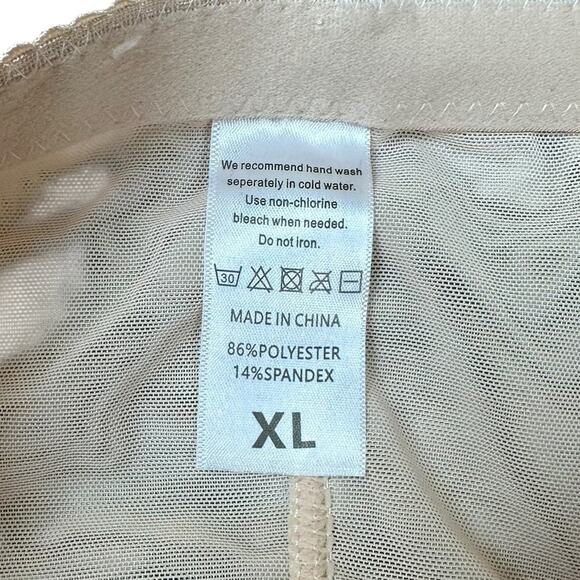 We recommend hand wash
seperately in cold water.
Use non-chlorine
bleach when needed.
Do not iron.
30
MADE IN CHINA
86%POLYESTER
14%SPANDEX
XL